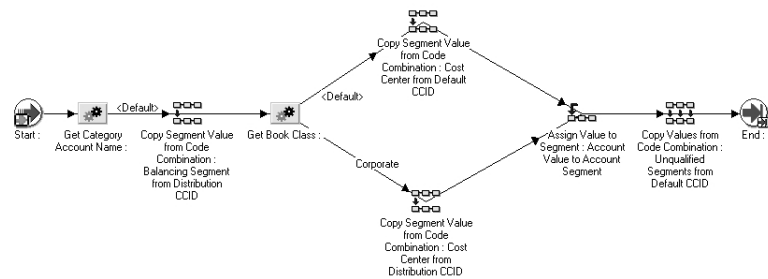 Start :
Get Category
Account Name :
<Default>
Copy Segment Value
from Code
Combination :
Balancing Segment
from Distribution
CCID
Get Book Class :
<Default>
Copy Segment Value
from Code
Combination : Cost
Center from Default
CCID
Corporate
Copy Segment Value
from Code
Combination : Cost
Center from
Distribution CCID
Assign Value to
Segment : Account
Value to Account
Segment
Copy Values from
Code Combination :
Unqualified
Segments from
Default CCID
End :